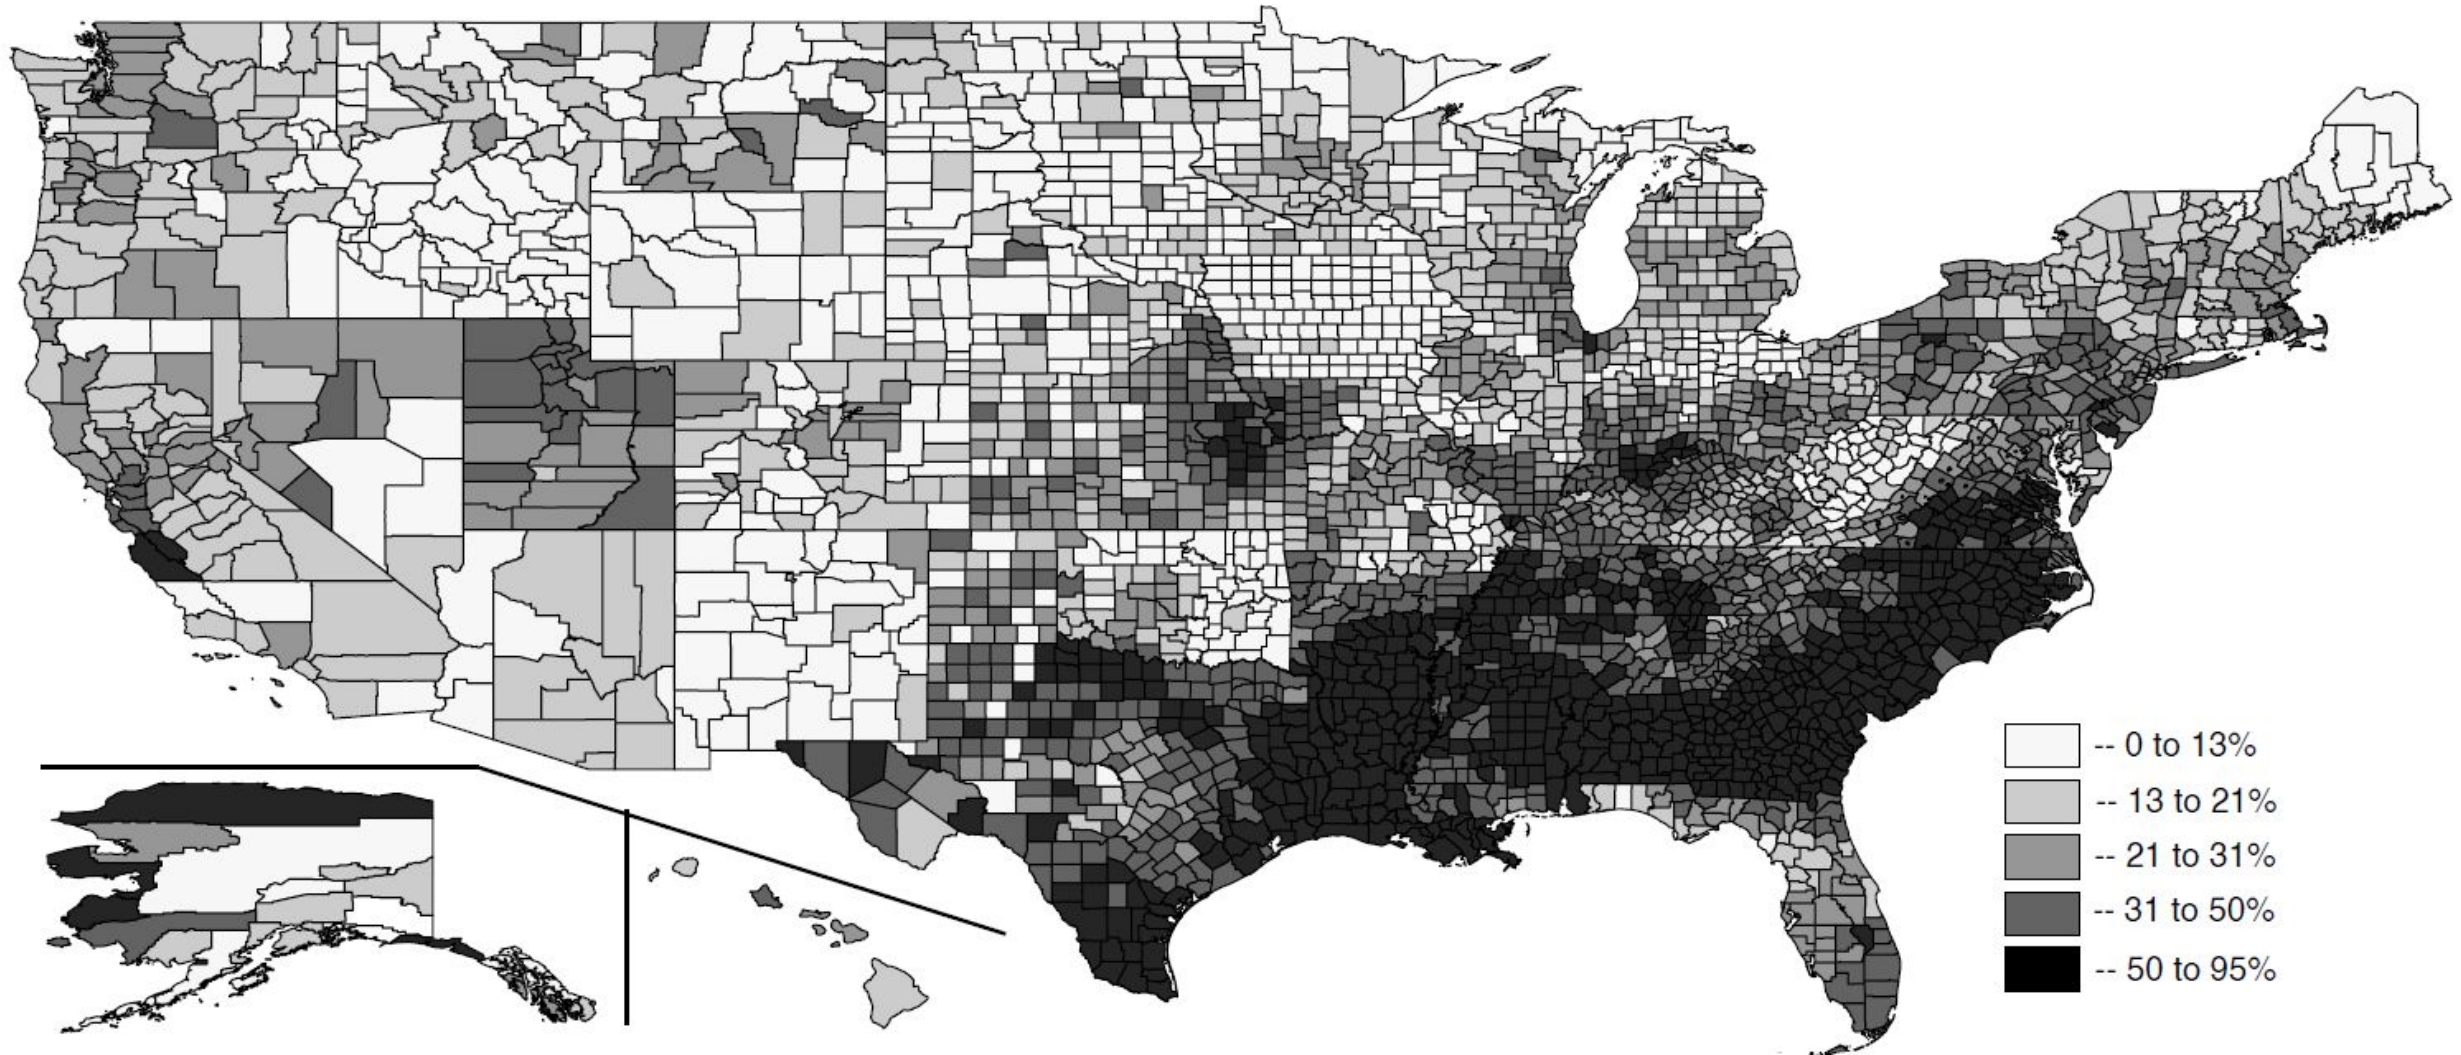 -- 0 to 13%
-- 13 to 21%
-- 21 to 31%
-- 31 to 50%
-- 50 to 95%